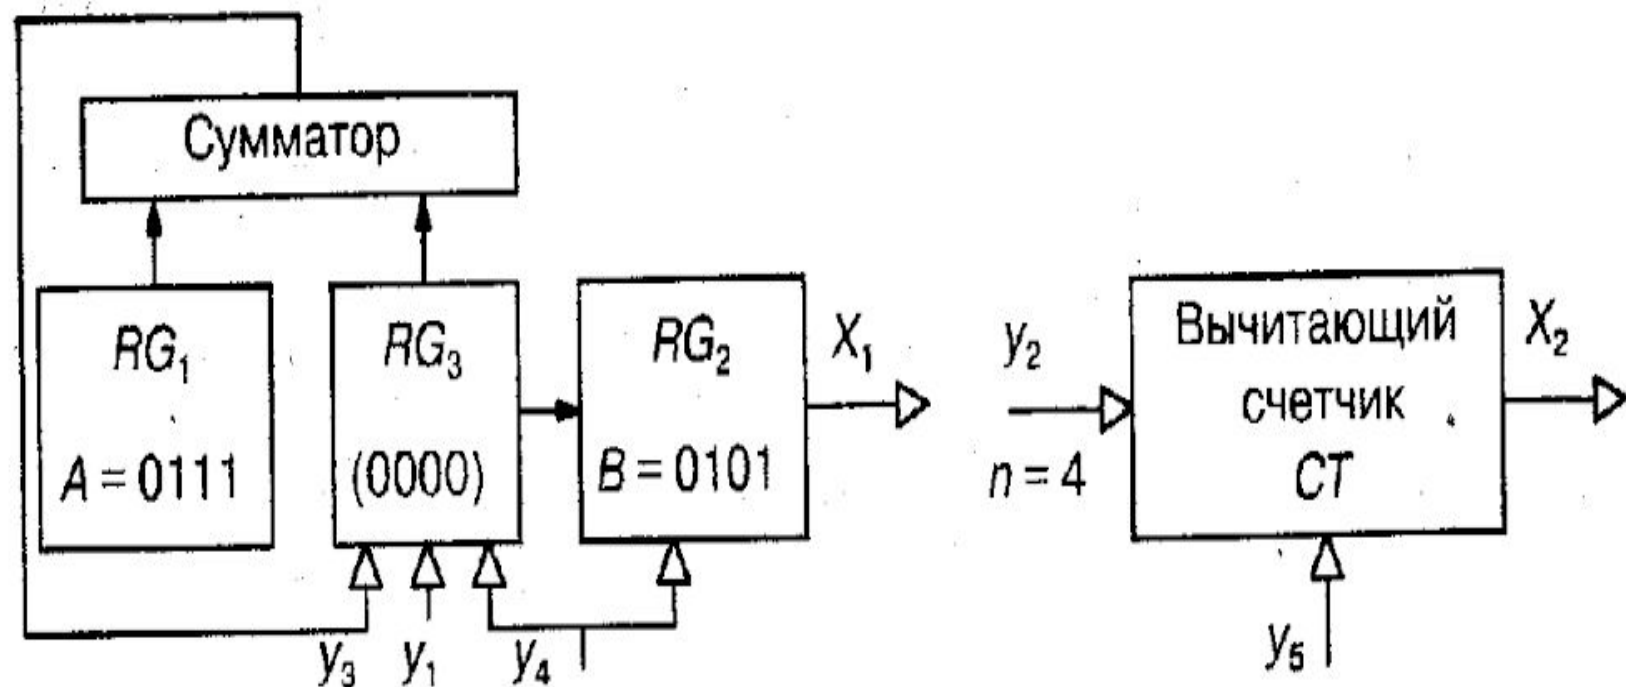 Сумматор
RG₁
A = 0111
RG₃
(0000)
RG₂
B = 0101
X₁
y₂
n = 4
Вычитающий
счетчик
CT
X₂
y₃
y₁
y₄
y₅